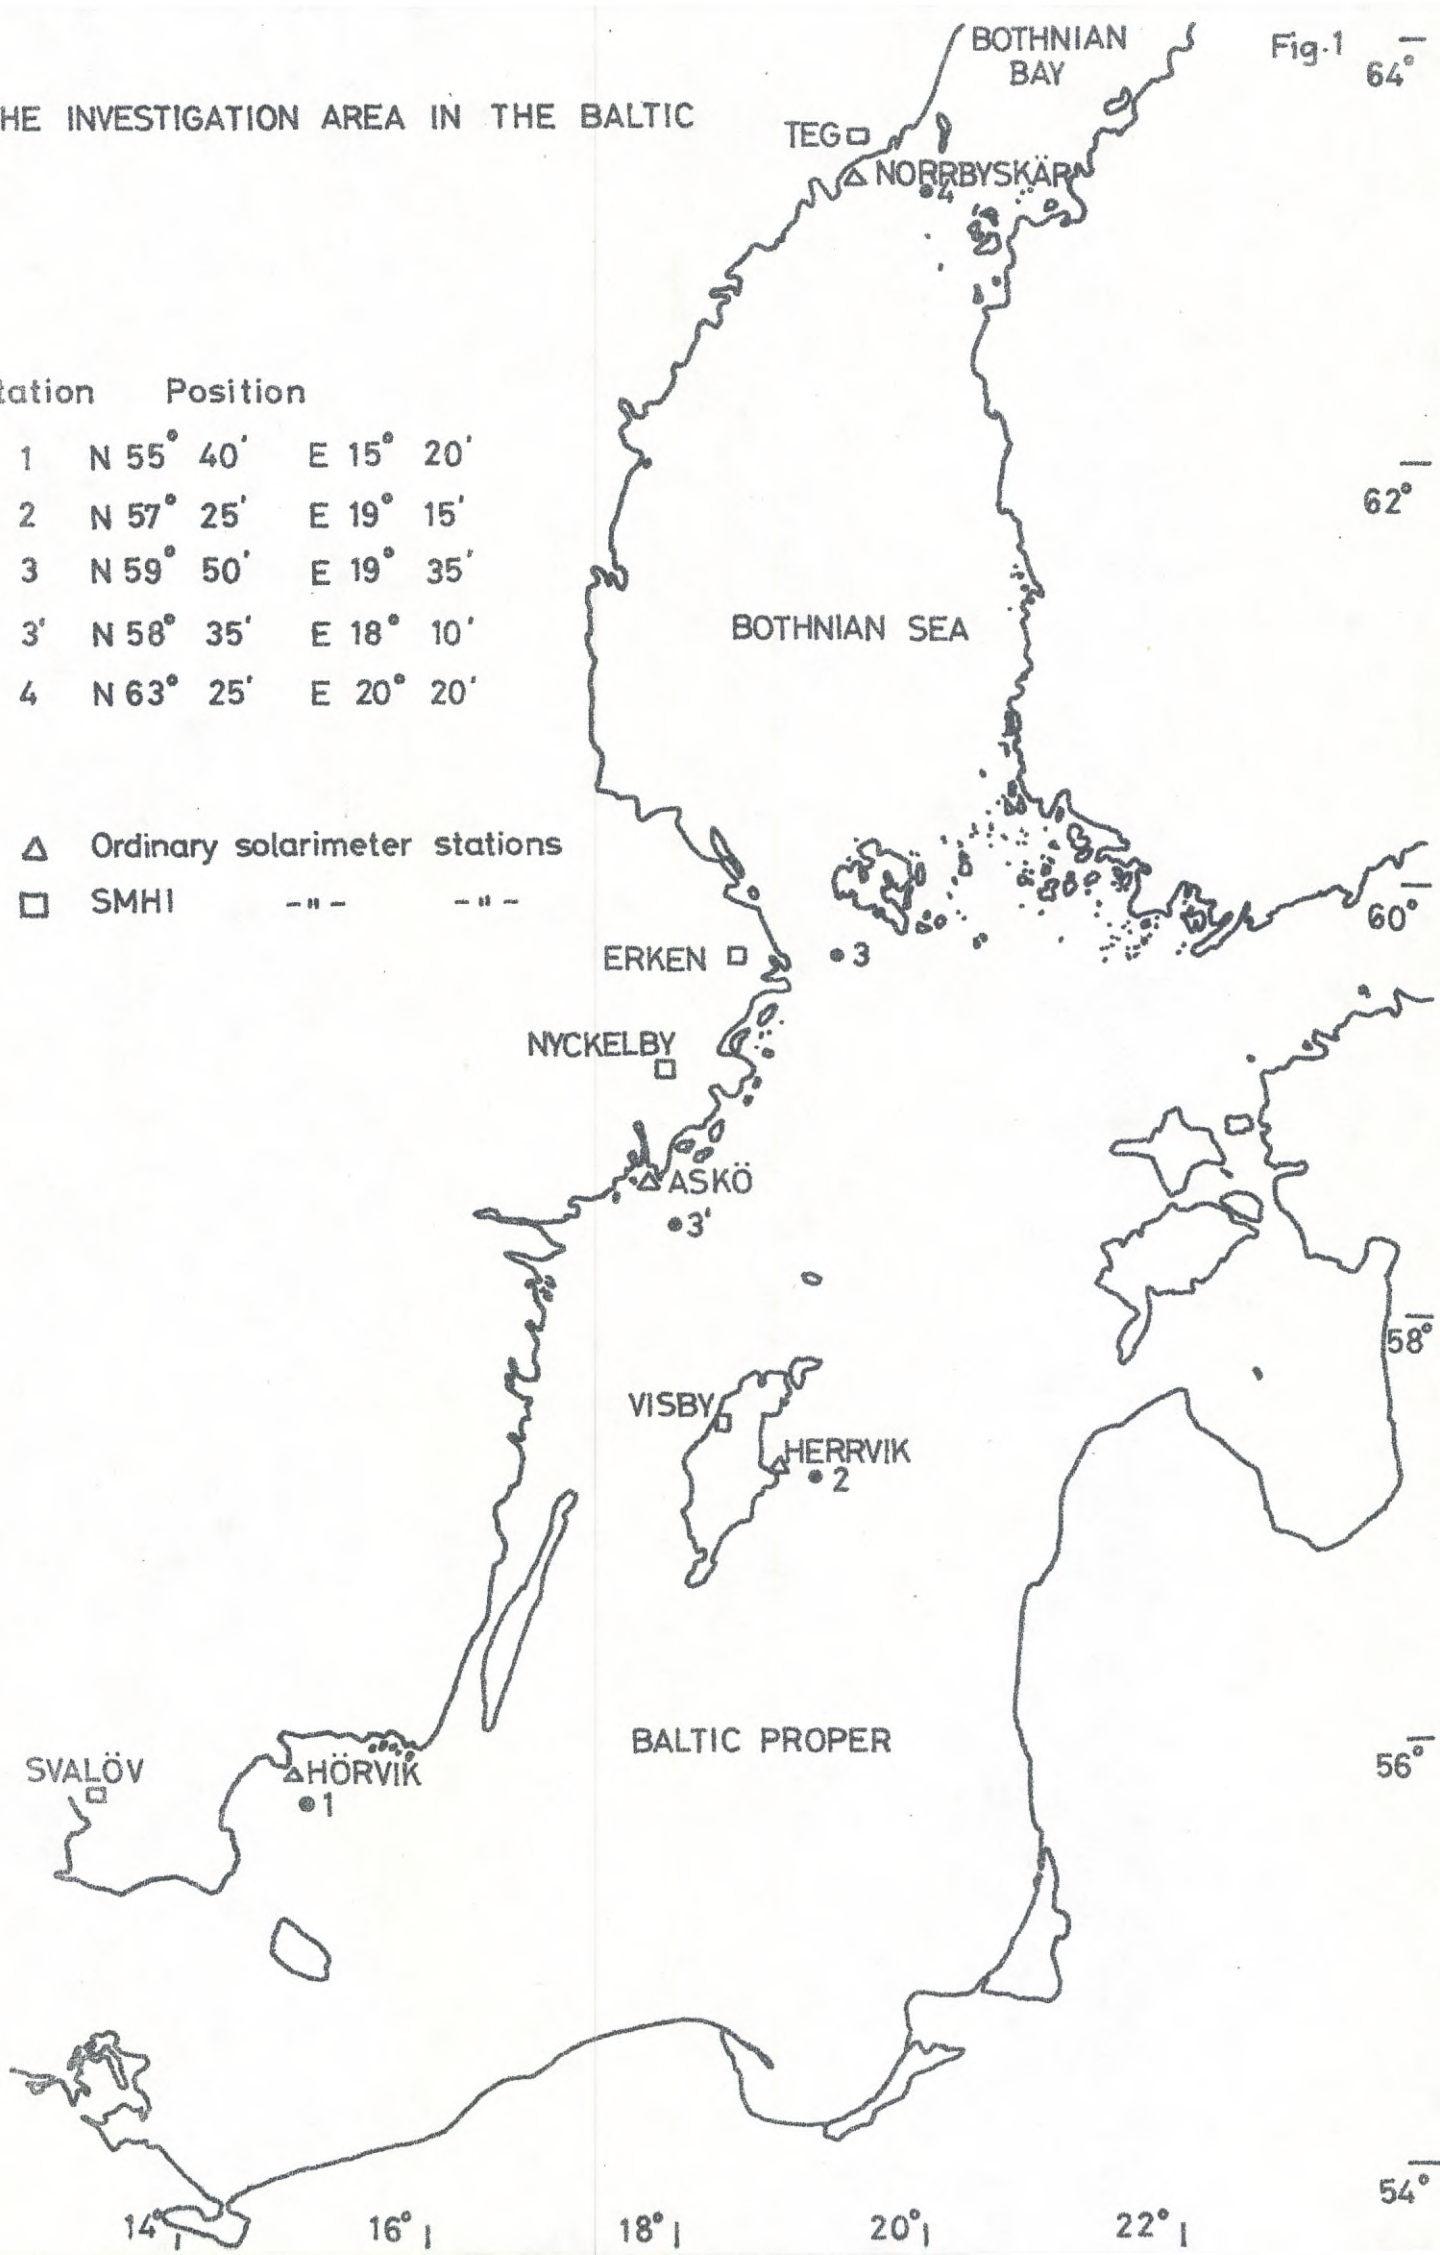 Fig.1
64°
BOTHNIAN
BAY
HE INVESTIGATION AREA IN THE BALTIC
TEG
NORRBYSKÄR
4
tation Position
1 N 55° 40' E 15° 20'
2 N 57° 25' E 19° 15'
3 N 59° 50' E 19° 35'
3' N 58° 35' E 18° 10'
4 N 63° 25' E 20° 20'
62°
BOTHNIAN SEA
Ordinary solarimeter stations
SMHI -"- -"-
60°
ERKEN
3
NYCKELBY
ASKÖ
3'
58°
VISBY
HERRVIK
2
BALTIC PROPER
56°
SVALÖV
HÖRVIK
1
54°
14° 16° 18° 20° 22°